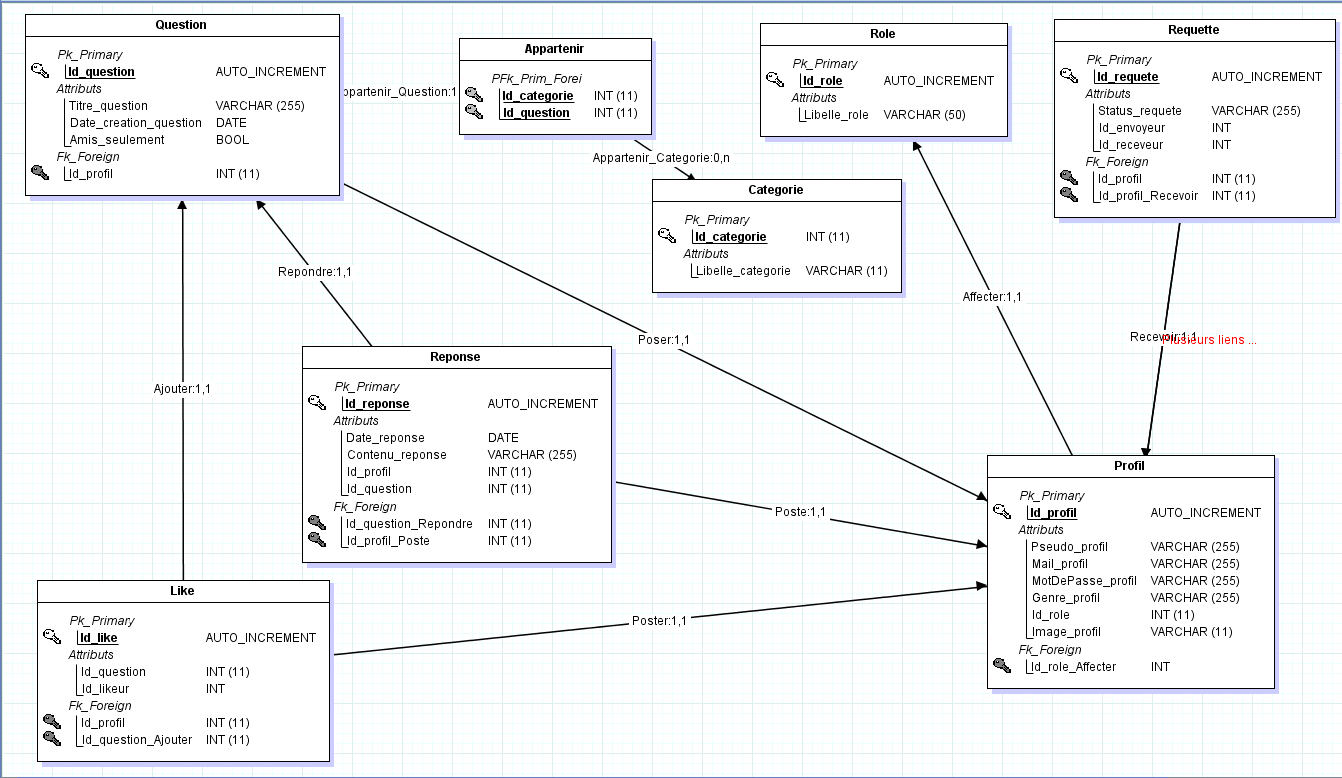 Question
Pk_Primary
Id_question AUTO_INCREMENT
Attributs
Titre_question VARCHAR (255)
Date_creation_question DATE
Amis_seulement BOOL
Fk_Foreign
Id_profil INT (11)
ppartenir_Question:1
Appartenir
PFk_Prim_Forei
Id_categorie INT (11)
Id_question INT (11)
Appartenir_Categorie:0,n
Categorie
Pk_Primary
Id_categorie INT (11)
Attributs
Libelle_categorie VARCHAR (11)
Role
Pk_Primary
Id_role AUTO_INCREMENT
Attributs
Libelle_role VARCHAR (50)
Requette
Pk_Primary
Id_requete AUTO_INCREMENT
Attributs
Status_requete VARCHAR (255)
Id_envoyeur INT
Id_receveur INT
Fk_Foreign
Id_profil INT (11)
Id_profil_Recevoir INT (11)
Repondre:1,1
Affecter:1,1
Poser:1,1
Recevoir:1,1
Plusieurs liens ...
Ajouter:1,1
Reponse
Pk_Primary
Id_reponse AUTO_INCREMENT
Attributs
Date_reponse DATE
Contenu_reponse VARCHAR (255)
Id_profil INT (11)
Id_question INT (11)
Fk_Foreign
Id_question_Repondre INT (11)
Id_profil_Poste INT (11)
Poste:1,1
Profil
Pk_Primary
Id_profil AUTO_INCREMENT
Attributs
Pseudo_profil VARCHAR (255)
Mail_profil VARCHAR (255)
MotDePasse_profil VARCHAR (255)
Genre_profil VARCHAR (255)
Id_role INT (11)
Image_profil VARCHAR (11)
Fk_Foreign
Id_role_Affecter INT
Like
Pk_Primary
Id_like AUTO_INCREMENT
Attributs
Id_question INT (11)
Id_likeur INT
Fk_Foreign
Id_profil INT (11)
Id_question_Ajouter INT (11)
Poster:1,1